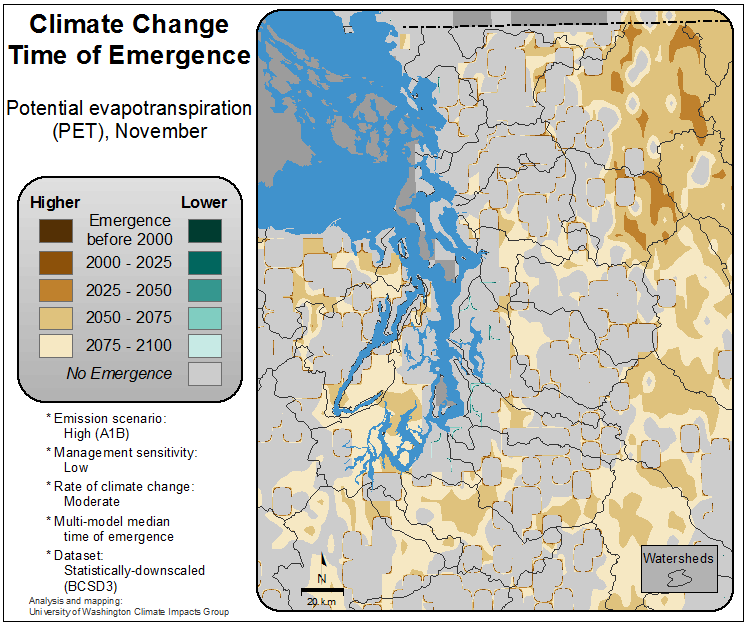 Climate Change
Time of Emergence
Potential evapotranspiration
(PET), November
Higher
Lower
Emergence
before 2000
2000 - 2025
2025 - 2050
2050 - 2075
2075 - 2100
No Emergence
* Emission scenario:
High (A1B)
* Management sensitivity:
Low
* Rate of climate change:
Moderate
* Multi-model median
time of emergence
* Dataset:
Statistically-downscaled
(BCSD3)
Analysis and mapping:
University of Washington Climate Impacts Group
N
20 km
Watersheds